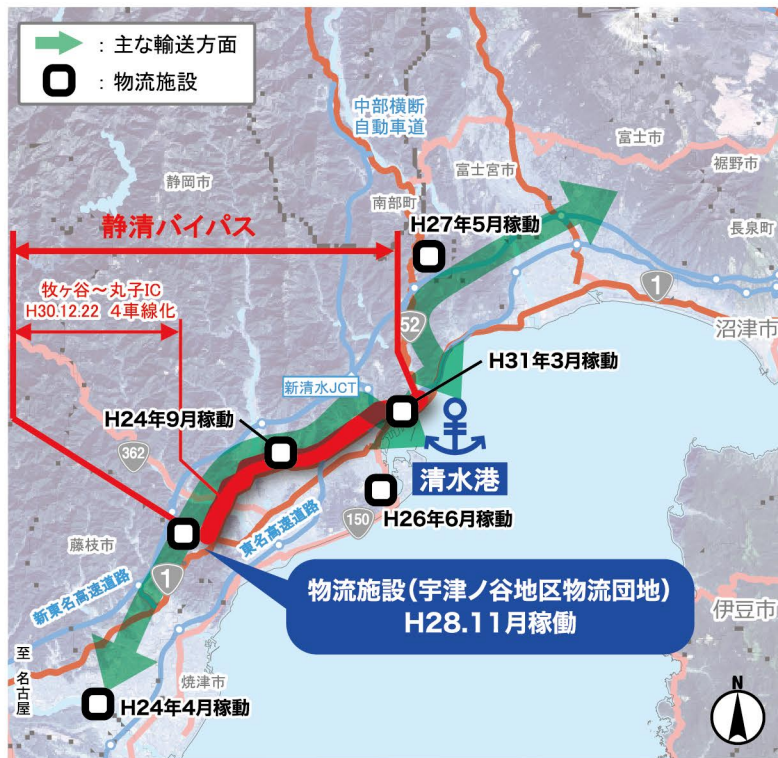 ：主な輸送方面
：物流施設
中部横断
自動車道
富士市
裾野市
静岡市
富士宮市
南部町
静清バイパス
H27年5月稼動
長泉町
牧ヶ谷～丸子IC
H30.12.22 4車線化
1
52
沼津市
新清水JCT
H31年3月稼動
H24年9月稼動
362
清水港
150
H26年6月稼動
東名高速道路
藤枝市
新東名高速道路
1
物流施設(宇津ノ谷地区物流団地)
H28.11月稼働
伊豆市
至 名古屋
焼津市
H24年4月稼動
N